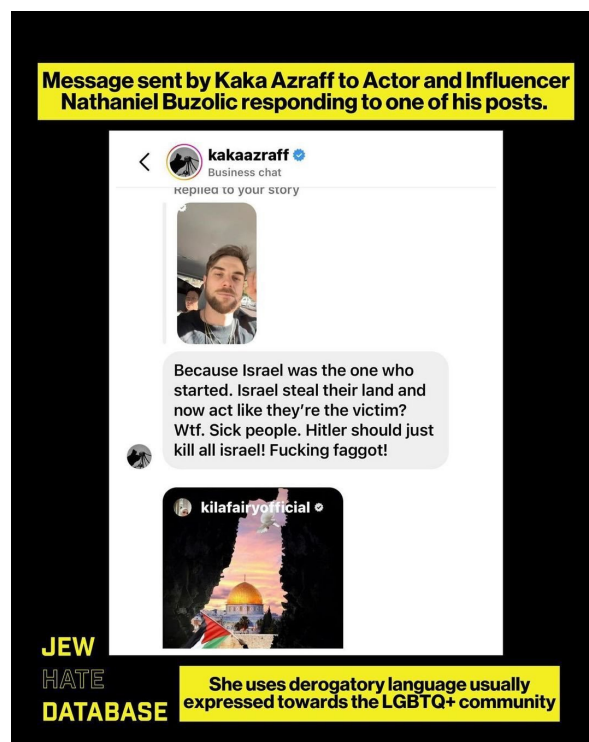 Message sent by Kaka Azraff to Actor and Influencer
Nathaniel Buzolic responding to one of his posts.
kakaazraff
Business chat
Replied to your story
Because Israel was the one who
started. Israel steal their land and
now act like they're the victim?
Wtf. Sick people. Hitler should just
kill all israel! Fucking faggot!
kilafairyofficial
JEW
HATE
DATABASE
She uses derogatory language usually
expressed towards the LGBTQ+ community